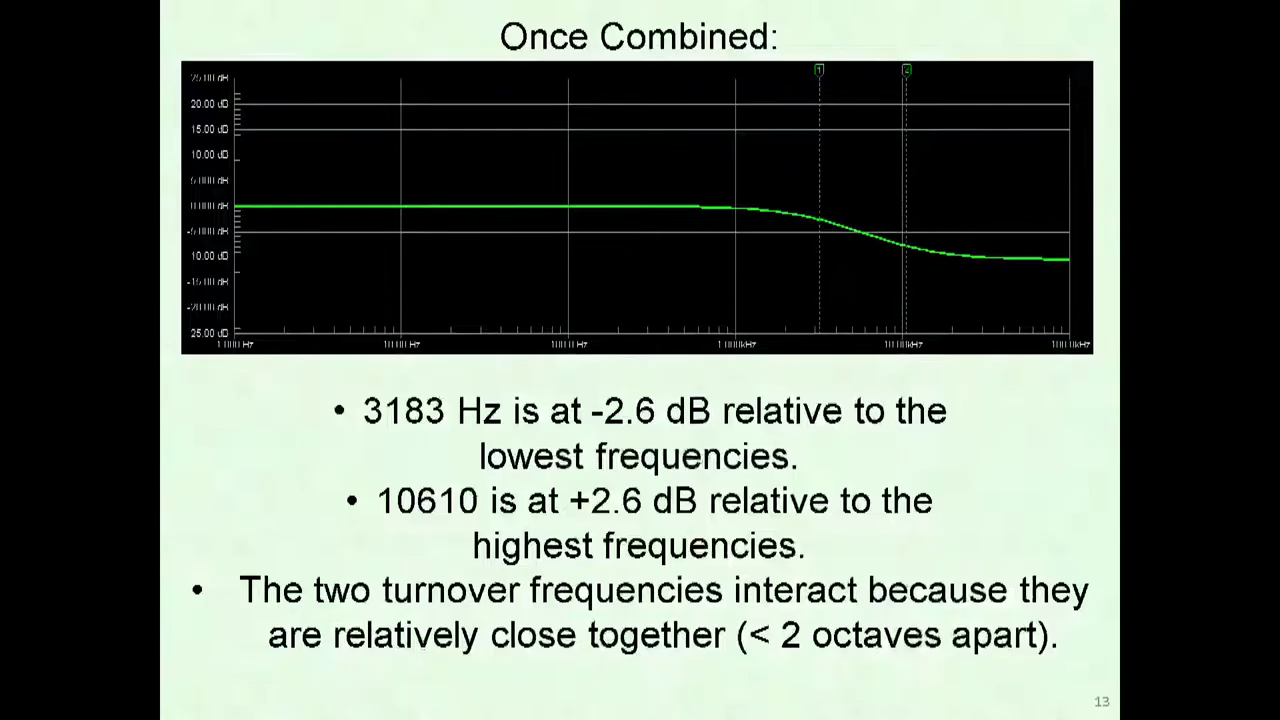 Once Combined:
1
2
20.00 dB
15.00 dB
10.00 dB
10.00 dB
25.00 dB
• 3183 Hz is at -2.6 dB relative to the
lowest frequencies.
• 10610 is at +2.6 dB relative to the
highest frequencies.
• The two turnover frequencies interact because they
are relatively close together (< 2 octaves apart).
13